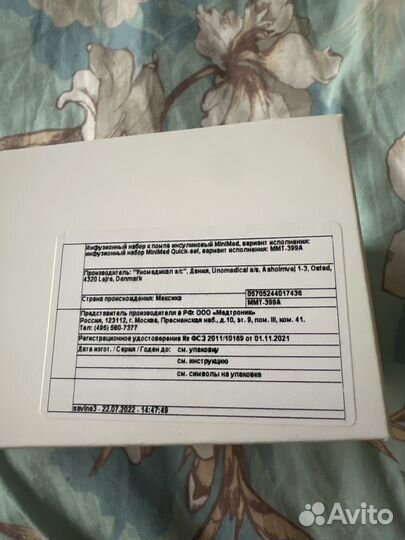 Инфузионный набор к помпе инсулиновый MiniMed, вариант исполнения:
инфузионный набор MiniMed Quick-set, вариант исполнения: MMT-399A
Производитель: "Уномедикал а/с", Дания, Unomedical a/s, Aaholmvej 1-3, Osted,
4320 Lejre, Denmark
05705244017436
Страна происхождения: Мексика
MMT-399A
Представитель производителя в РФ: ООО «Медтроник»
Россия, 123112, г. Москва, Пресненская наб., д.10, эт. 9, пом. III, ком. 41.
Тел: (495) 580-7377
Регистрационное удостоверение № ФСЗ 2011/10169 от 01.11.2021
Дата изгот. / Серия / Годен до: см. упаковку
см. инструкцию
см. символы на упаковке
savino3 - 22.07.2022 - 14:47:49
Avito